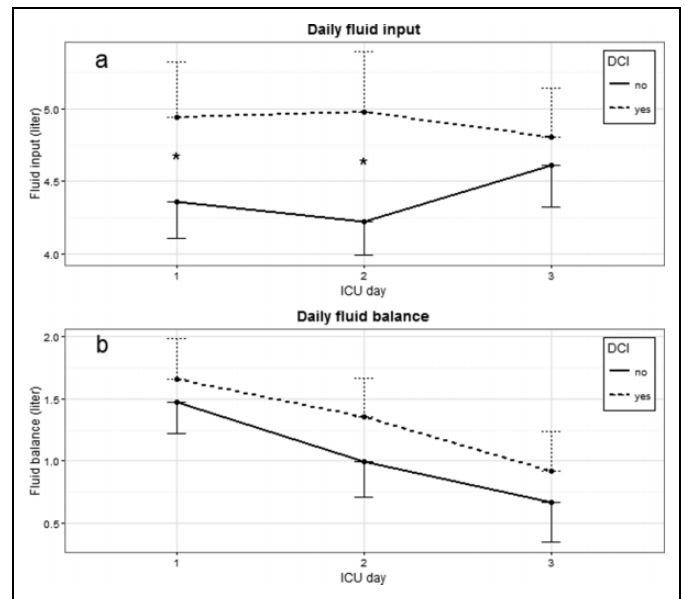 Daily fluid input
a
DCI
no
yes
Fluid input (liter)
5.0
4.5
4.0
*
*
1 2 3
ICU day
Daily fluid balance
b
DCI
no
yes
Fluid balance (liter)
2.0
1.5
1.0
0.5
1 2 3
ICU day